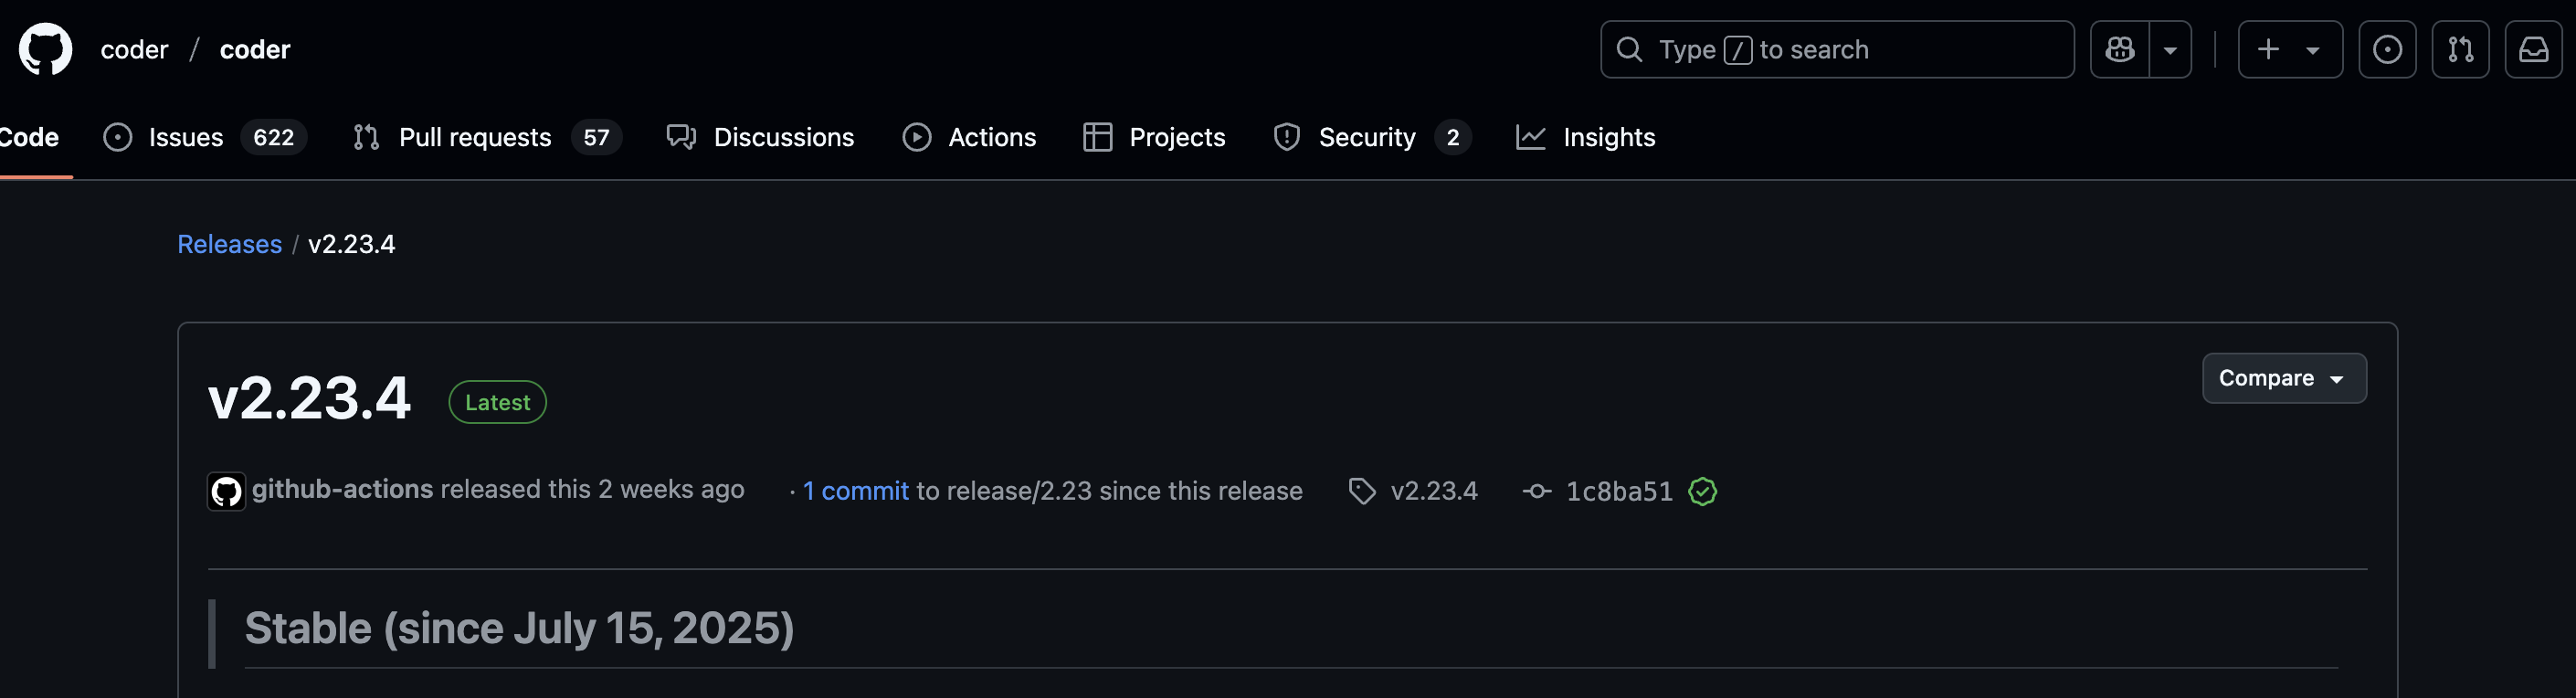 coder / coder
Type / to search
Code Issues 622 Pull requests 57 Discussions Actions Projects Security 2 Insights
Releases / v2.23.4
v2.23.4 Latest
Compare
github-actions released this 2 weeks ago · 1 commit to release/2.23 since this release v2.23.4 1c8ba51
Stable (since July 15, 2025)